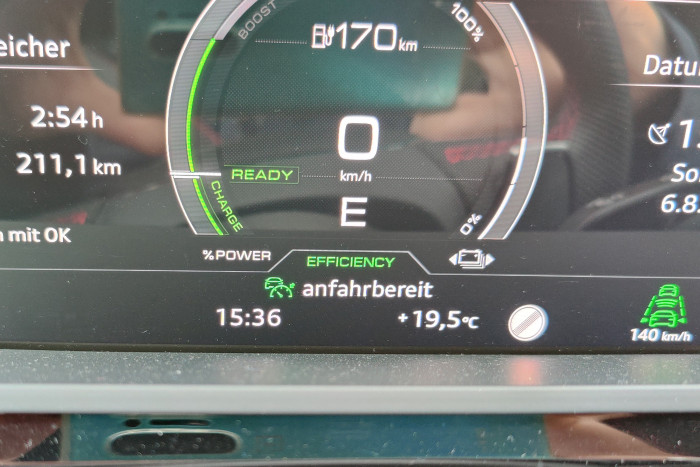 BOOST
170 km
100%
eicher
Datu
2:54 h
211,1 km
0
km/h
READY
CHARGE
E
0%
1.
So
6.8.
n mit OK
%POWER
EFFICIENCY
anfahrbereit
15:36
+19,5°C
140 km/h